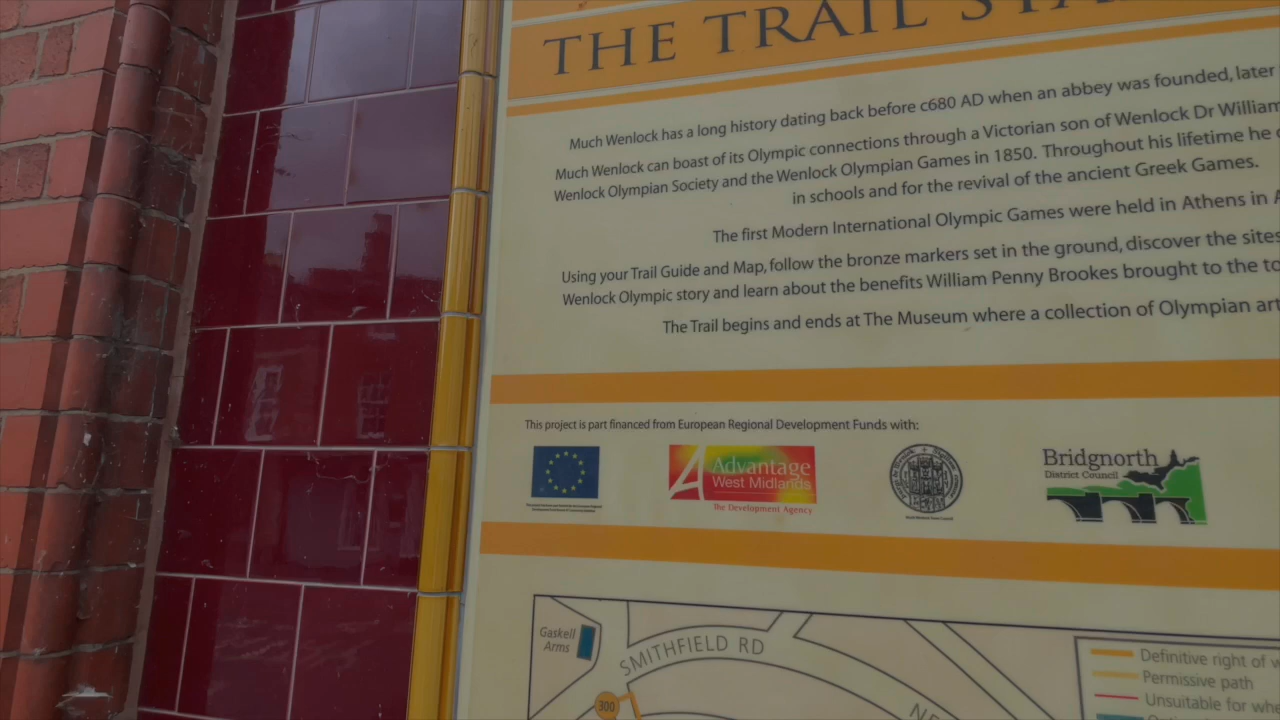 THE TRAIL STA
Much Wenlock has a long history dating back before c680 AD when an abbey was founded, later
Much Wenlock can boast of its Olympic connections through a Victorian son of Wenlock Dr William
Wenlock Olympian Society and the Wenlock Olympian Games in 1850. Throughout his lifetime he
in schools and for the revival of the ancient Greek Games.
The first Modern International Olympic Games were held in Athens in A
Using your Trail Guide and Map, follow the bronze markers set in the ground, discover the sites
Wenlock Olympic story and learn about the benefits William Penny Brookes brought to the to
The Trail begins and ends at The Museum where a collection of Olympian art
This project is part financed from European Regional Development Funds with:
Advantage
West Midlands
The Development Agency
Bridgnorth
District Council
Gaskell
Arms
SMITHFIELD RD
300
Definitive right of w
Permissive path
Unsuitable for whe